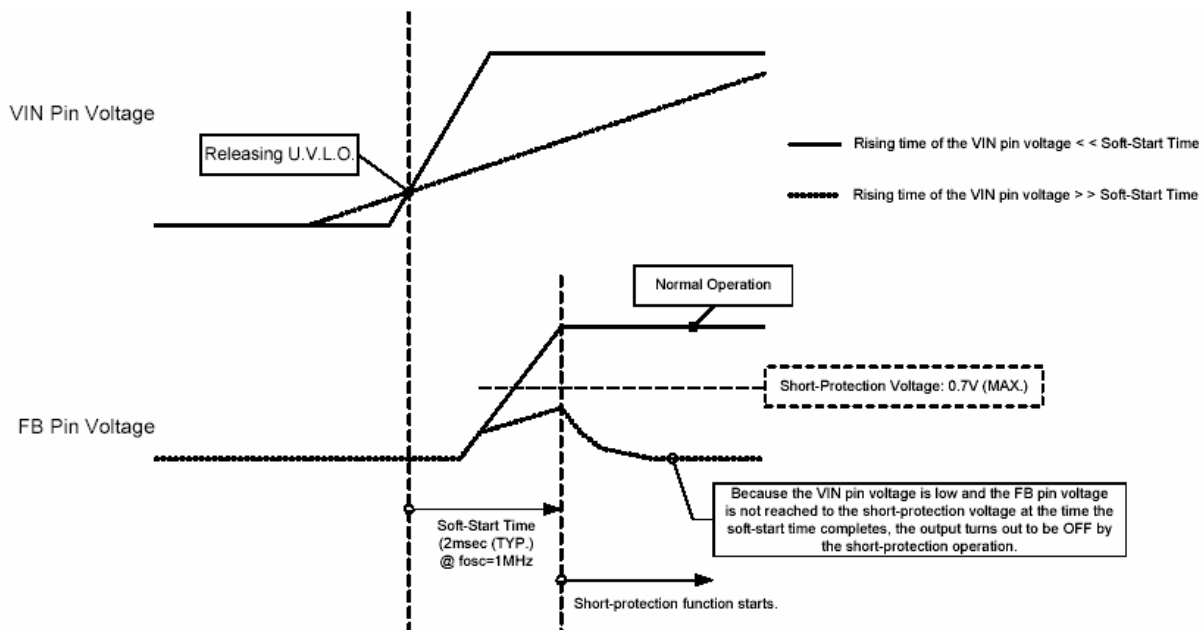 VIN Pin Voltage
Releasing U.V.L.O.
Rising time of the VIN pin voltage < < Soft-Start Time
Rising time of the VIN pin voltage > > Soft-Start Time
Normal Operation
Short-Protection Voltage: 0.7V (MAX.)
FB Pin Voltage
Because the VIN pin voltage is low and the FB pin voltage
is not reached to the short-protection voltage at the time the
soft-start time completes, the output turns out to be OFF by
the short-protection operation.
Soft-Start Time
(2msec (TYP.)
@ fosc=1MHz
Short-protection function starts.